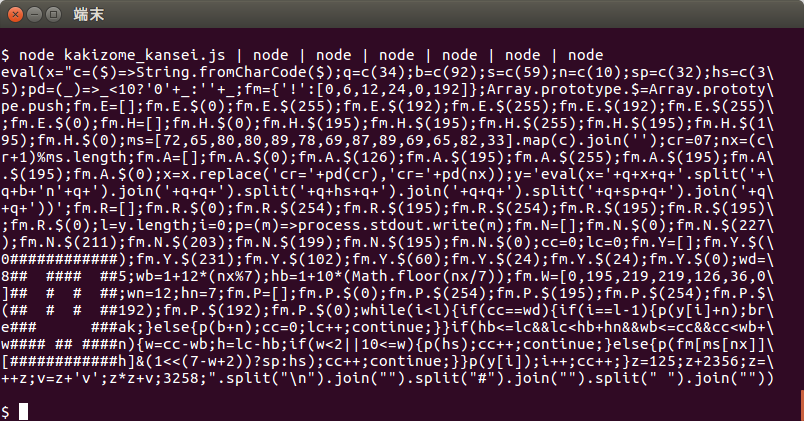 端末
$ node kakizome_kansei.js | node | node | node | node | node | node
eval(x="c=($)=>String.fromCharCode($);q=c(34);b=c(92);s=c(59);n=c(10);sp=c(32);hs=c(3\
5);pd=(_)=>_<10?'0'+_:''+_;fm={'!':[0,6,12,24,0,192]};Array.prototype.$=Array.prototy\
pe.push;fm.E=[];fm.E.$(0);fm.E.$(255);fm.E.$(192);fm.E.$(255);fm.E.$(192);fm.E.$(255)\
;fm.E.$(0);fm.H=[];fm.H.$(0);fm.H.$(195);fm.H.$(195);fm.H.$(255);fm.H.$(195);fm.H.$(1\
95);fm.H.$(0);ms=[72,65,80,80,89,78,69,87,89,69,65,82,33].map(c).join('');cr=07;nx=(c\
r+1)%ms.length;fm.A=[];fm.A.$(0);fm.A.$(126);fm.A.$(195);fm.A.$(255);fm.A.$(195);fm.A\
.$(195);fm.A.$(0);x=x.replace('cr='+pd(cr),'cr='+pd(nx));y='eval(x='+q+x+q+'.split('+\
q+b+'n'+q+').join('+q+q+').split('+q+hs+q+').join('+q+q+').split('+q+sp+q+').join('+q\
+q+'))';fm.R=[];fm.R.$(0);fm.R.$(254);fm.R.$(195);fm.R.$(254);fm.R.$(195);fm.R.$(195)\
;fm.R.$(0);l=y.length;i=0;p=(m)=>process.stdout.write(m);fm.N=[];fm.N.$(0);fm.N.$(227\
);fm.N.$(211);fm.N.$(203);fm.N.$(199);fm.N.$(195);fm.N.$(0);cc=0;lc=0;fm.Y=[];fm.Y.$(\
0############);fm.Y.$(231);fm.Y.$(102);fm.Y.$(60);fm.Y.$(24);fm.Y.$(24);fm.Y.$(0);wd=\
8##  ####  ##5;wb=1+12*(nx%7);hb=1+10*(Math.floor(nx/7));fm.W=[0,195,219,219,126,36,0\
]##  #  #  ##;wn=12;hn=7;fm.P=[];fm.P.$(0);fm.P.$(254);fm.P.$(195);fm.P.$(254);fm.P.$\
(##  #  #  ##192);fm.P.$(192);fm.P.$(0);while(i<l){if(cc==wd){if(i==l-1){p(y[i]+n);br\
e###      ###ak;}else{p(b+n);cc=0;lc++;continue;}}if(hb<=lc&&lc<hb+hn&&wb<=cc&&cc<wb+\
w#### ## ####n){w=cc-wb;h=lc-hb;if(w<2||10<=w){p(hs);cc++;continue;}else{p(fm[ms[nx]]\
[############h]&(1<<(7-w+2))?sp:hs);cc++;continue;}}p(y[i]);i++;cc++;}z=125;z+2356;z=\
++z;v=z+'v';z*z+v;3258;".split("\n").join("").split("#").join("").split(" ").join(""))
$